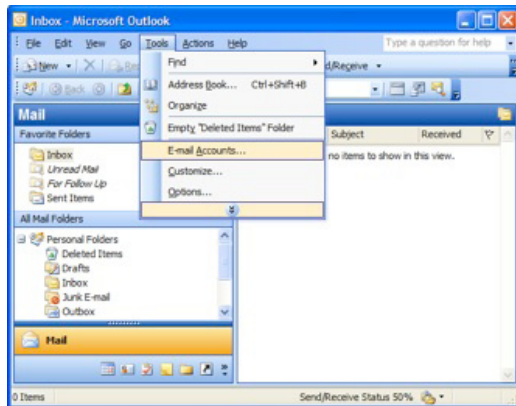 Inbox - Microsoft Outlook
File Edit View Go Tools Actions Help
Type a question for help
New
d/Receive
Find
Address Book... Ctrl+Shift+B
Back
Organize
Mail
Favorite Folders
Empty "Deleted Items" Folder
Subject Received
Inbox
E-mail Accounts...
no items to show in this view.
Unread Mail
For Follow Up
Customize...
Sent Items
Options...
All Mail Folders
Personal Folders
Deleted Items
Drafts
Inbox
Junk E-mail
Outbox
Mail
0 Items
Send/Receive Status 50%